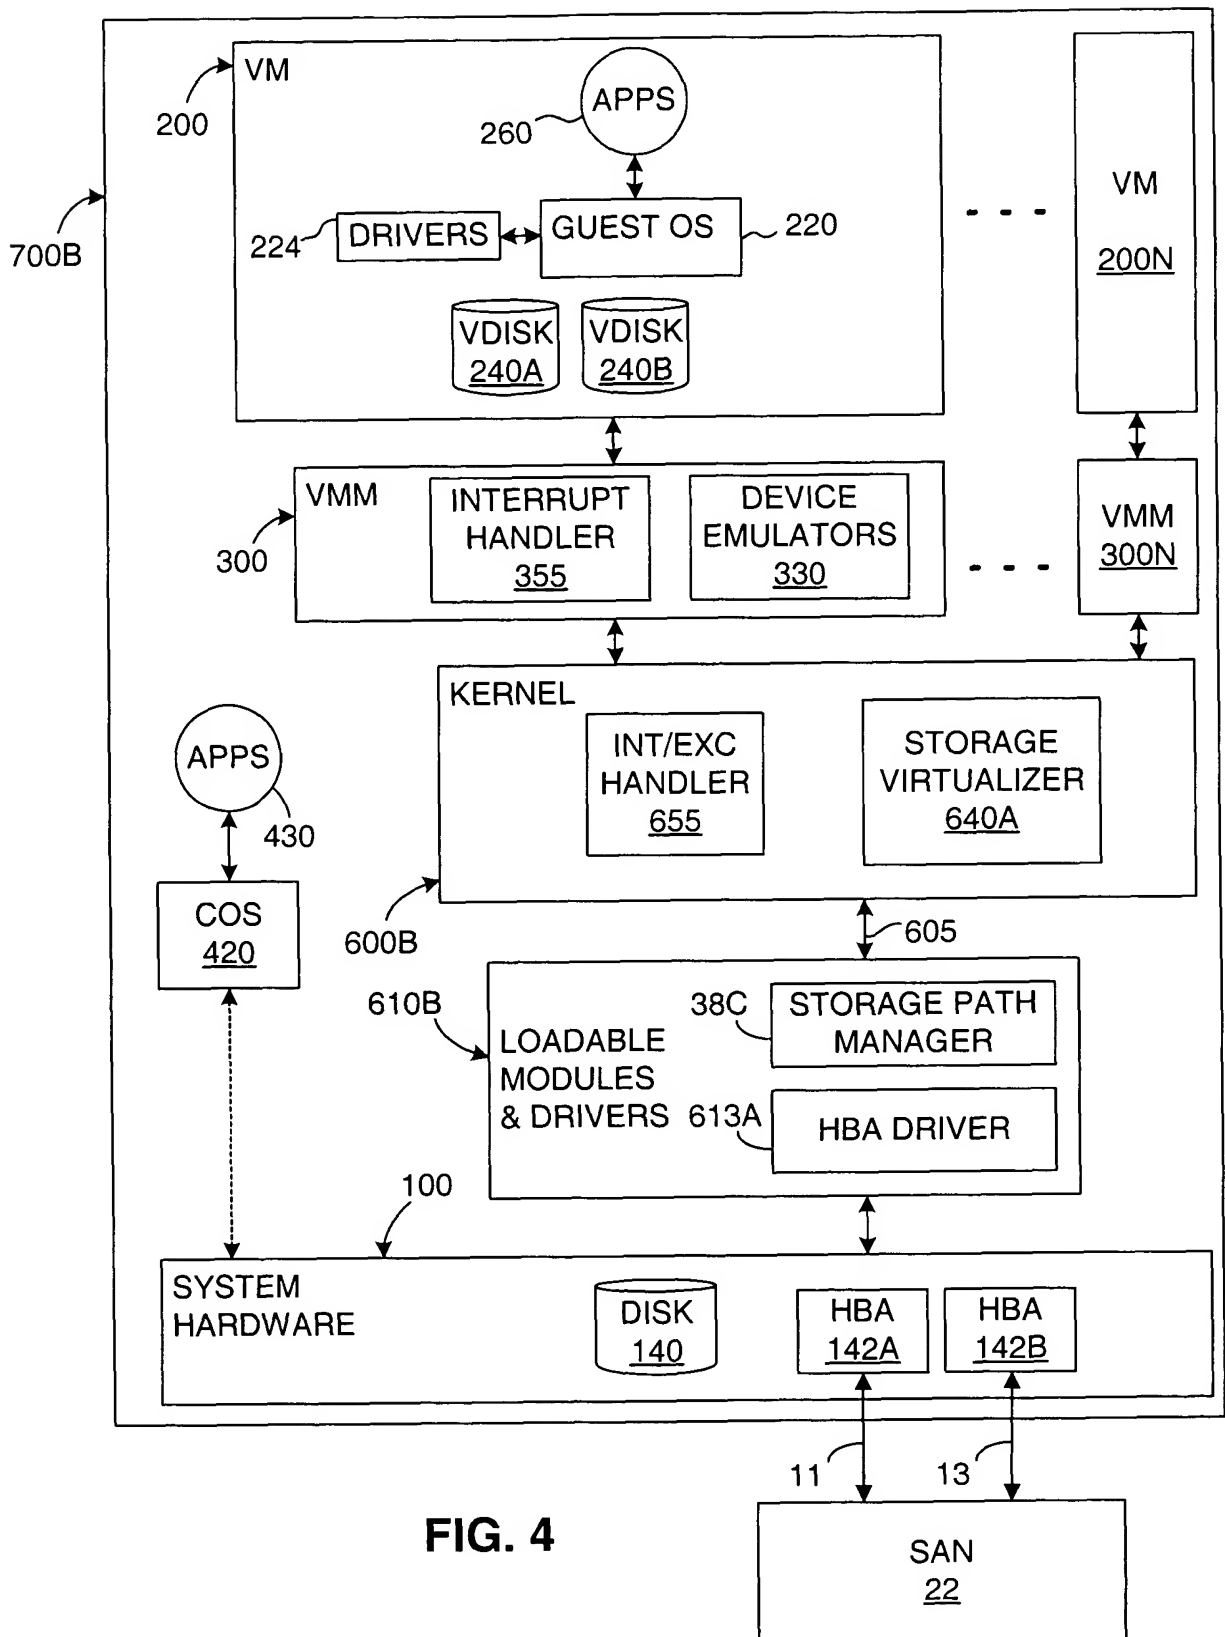 VM
200
APPS
260
700B
224
DRIVERS
GUEST OS
220
VM
200N
VDISK
240A
VDISK
240B
VMM
300
INTERRUPT
HANDLER
355
DEVICE
EMULATORS
330
VMM
300N
KERNEL
INT/EXC
HANDLER
655
STORAGE
VIRTUALIZER
640A
APPS
430
COS
420
600B
605
610B
LOADABLE
MODULES
& DRIVERS
38C
STORAGE PATH
MANAGER
613A
HBA DRIVER
100
SYSTEM
HARDWARE
DISK
140
HBA
142A
HBA
142B
11
13
FIG. 4
SAN
22